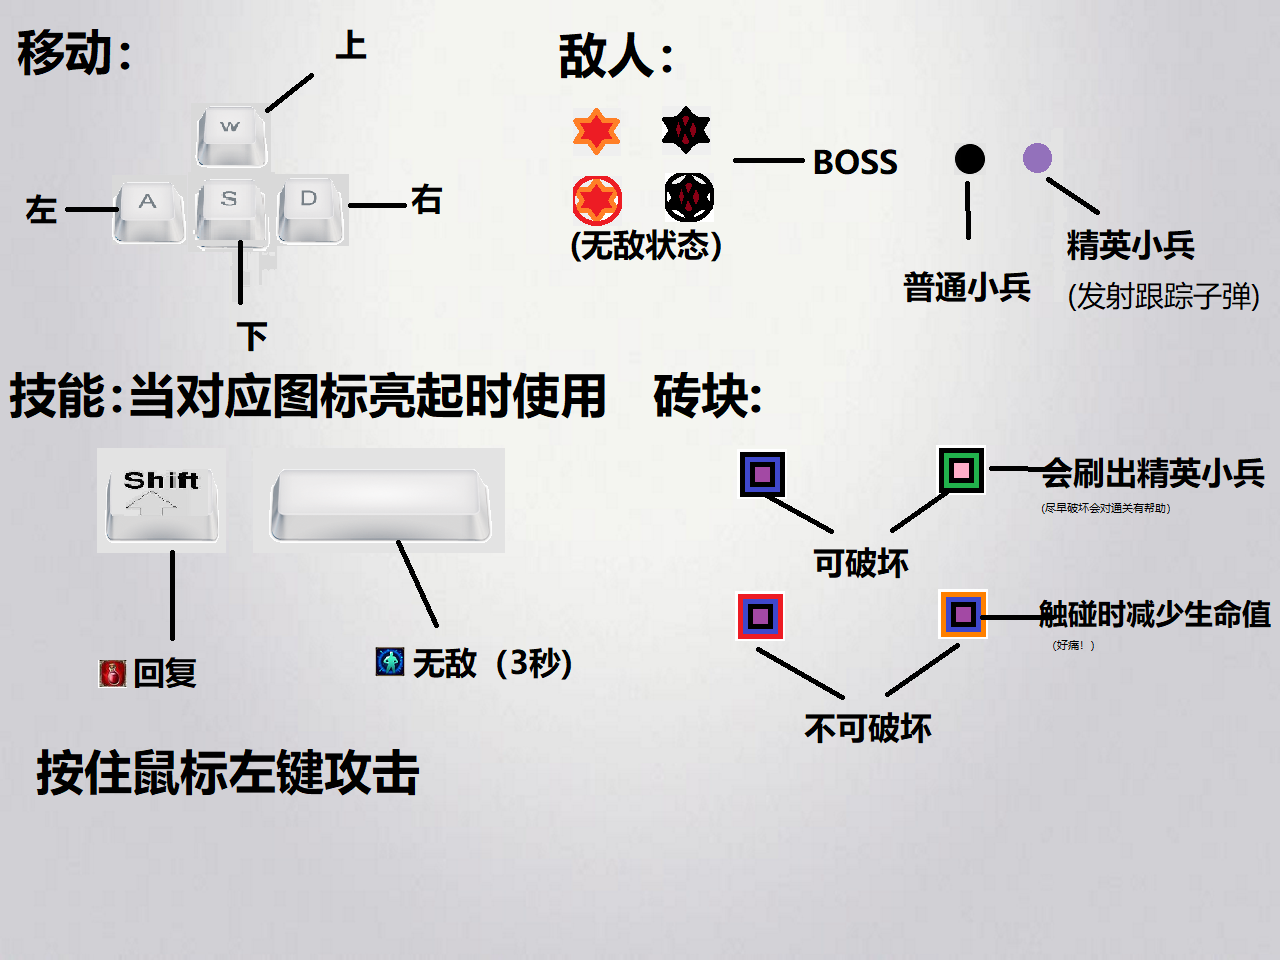 移动：
上
W
左
A
S
D
右
下
敌人：
BOSS
(无敌状态)
普通小兵
精英小兵
(发射跟踪子弹)
技能:当对应图标亮起时使用
Shift
回复
无敌（3秒）
砖块:
会刷出精英小兵
(尽早破坏会对通关有帮助)
可破坏
触碰时减少生命值
(好痛！)
不可破坏
按住鼠标左键攻击